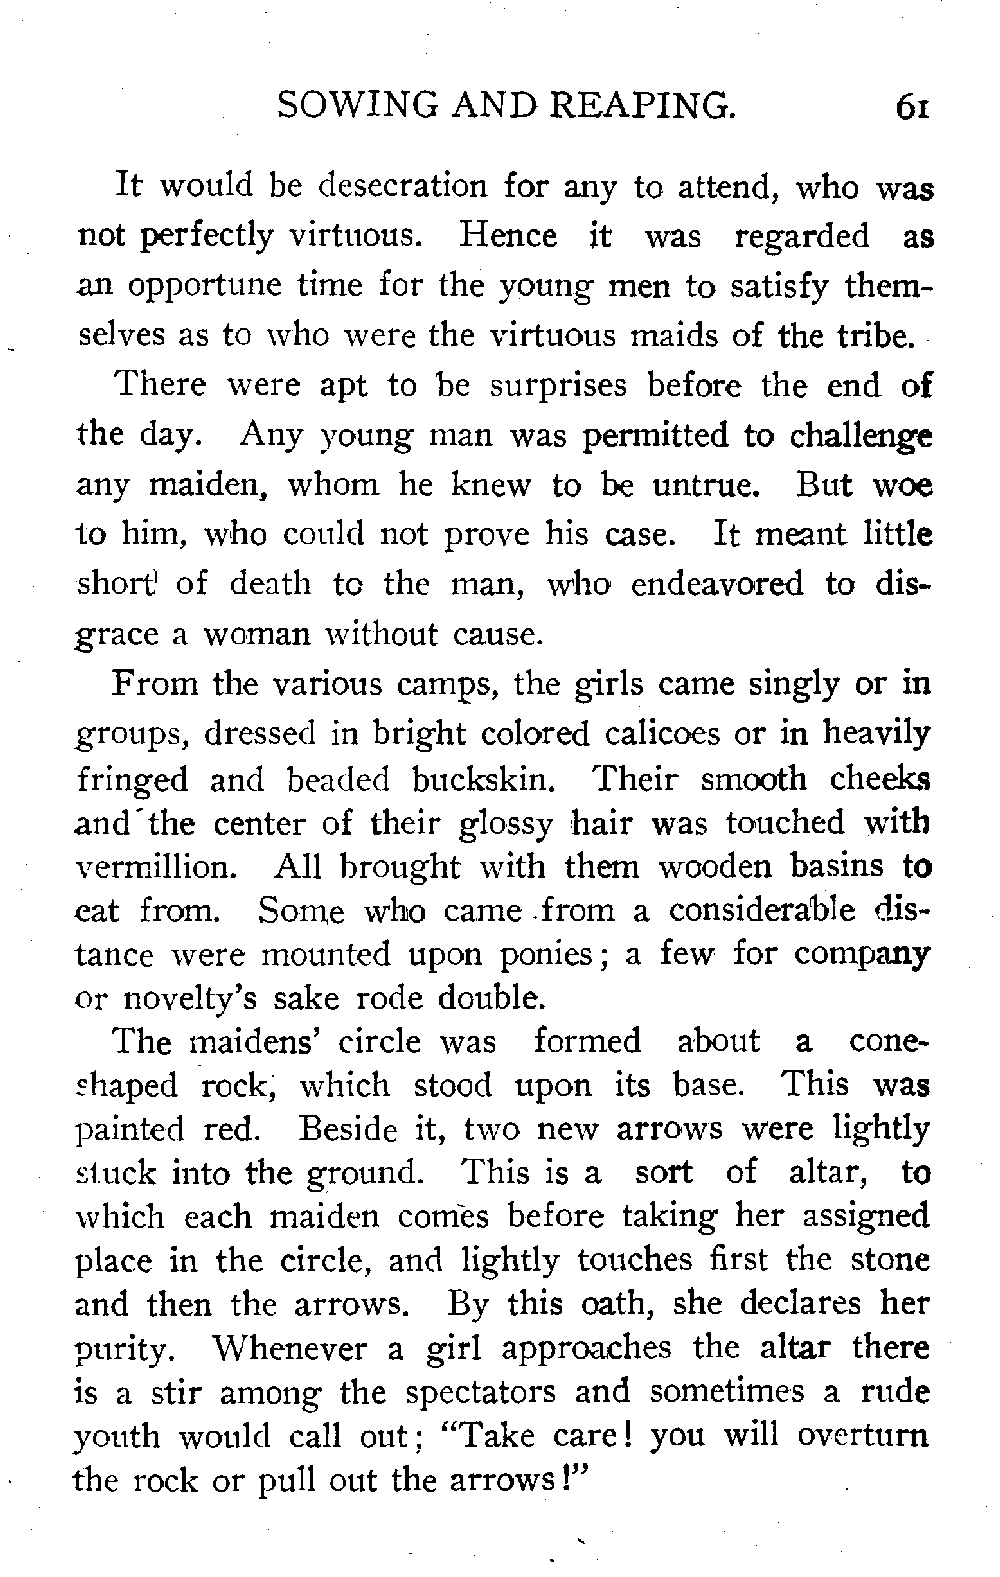 SOWING AND REAPING. 61
It would be desecration for any to attend, who was
not perfectly virtuous. Hence it was regarded as
an opportune time for the young men to satisfy them-
selves as to who were the virtuous maids of the tribe.
There were apt to be surprises before the end of
the day. Any young man was permitted to challenge
any maiden, whom he knew to be untrue. But woe
to him, who could not prove his case. It meant little
short of death to the man, who endeavored to dis-
grace a woman without cause.
From the various camps, the girls came singly or in
groups, dressed in bright colored calicoes or in heavily
fringed and beaded buckskin. Their smooth cheeks
and the center of their glossy hair was touched with
vermillion. All brought with them wooden basins to
eat from. Some who came from a considerable dis-
tance were mounted upon ponies; a few for company
or novelty's sake rode double.
The maidens' circle was formed about a cone-
shaped rock, which stood upon its base. This was
painted red. Beside it, two new arrows were lightly
stuck into the ground. This is a sort of altar, to
which each maiden comes before taking her assigned
place in the circle, and lightly touches first the stone
and then the arrows. By this oath, she declares her
purity. Whenever a girl approaches the altar there
is a stir among the spectators and sometimes a rude
youth would call out; "Take care! you will overturn
the rock or pull out the arrows!"